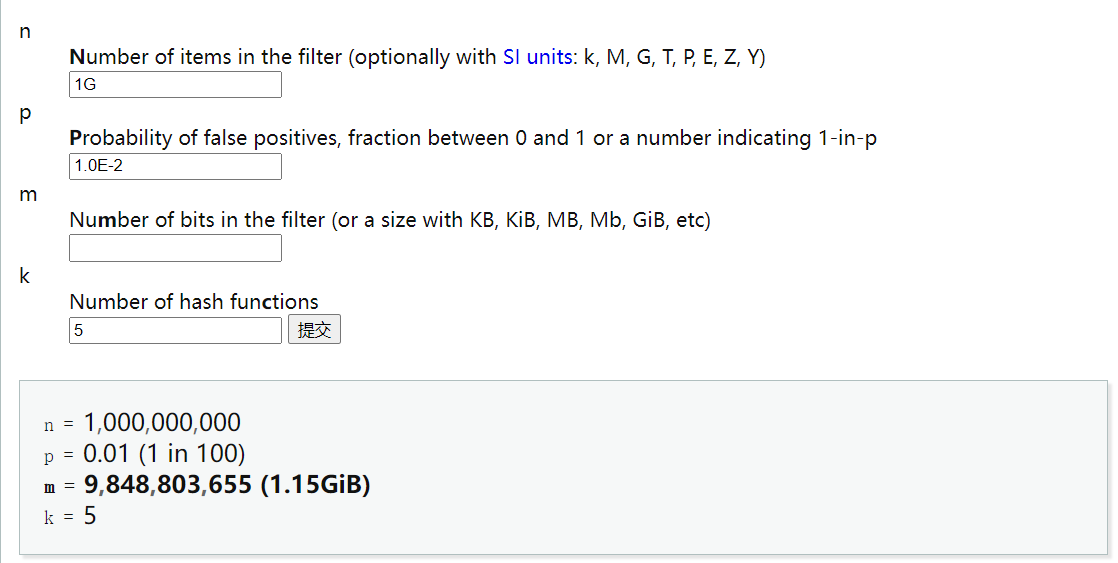 n
Number of items in the filter (optionally with SI units: k, M, G, T, P, E, Z, Y)
1G
p
Probability of false positives, fraction between 0 and 1 or a number indicating 1-in-p
1.0E-2
m
Number of bits in the filter (or a size with KB, KiB, MB, Mb, GiB, etc)
k
Number of hash functions
5 提交
n = 1,000,000,000
p = 0.01 (1 in 100)
m = 9,848,803,655 (1.15GiB)
k = 5